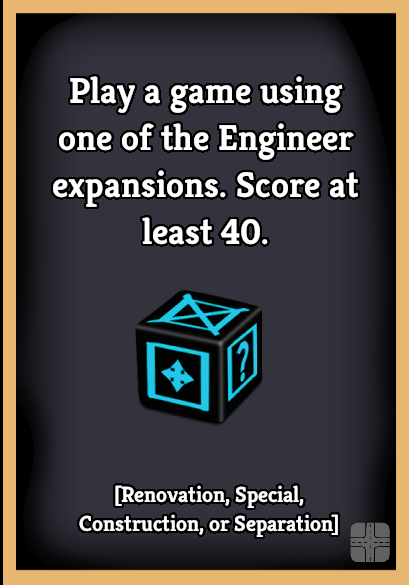 Play a game using
one of the Engineer
expansions. Score at
least 40.
?
[Renovation, Special,
Construction, or Separation]